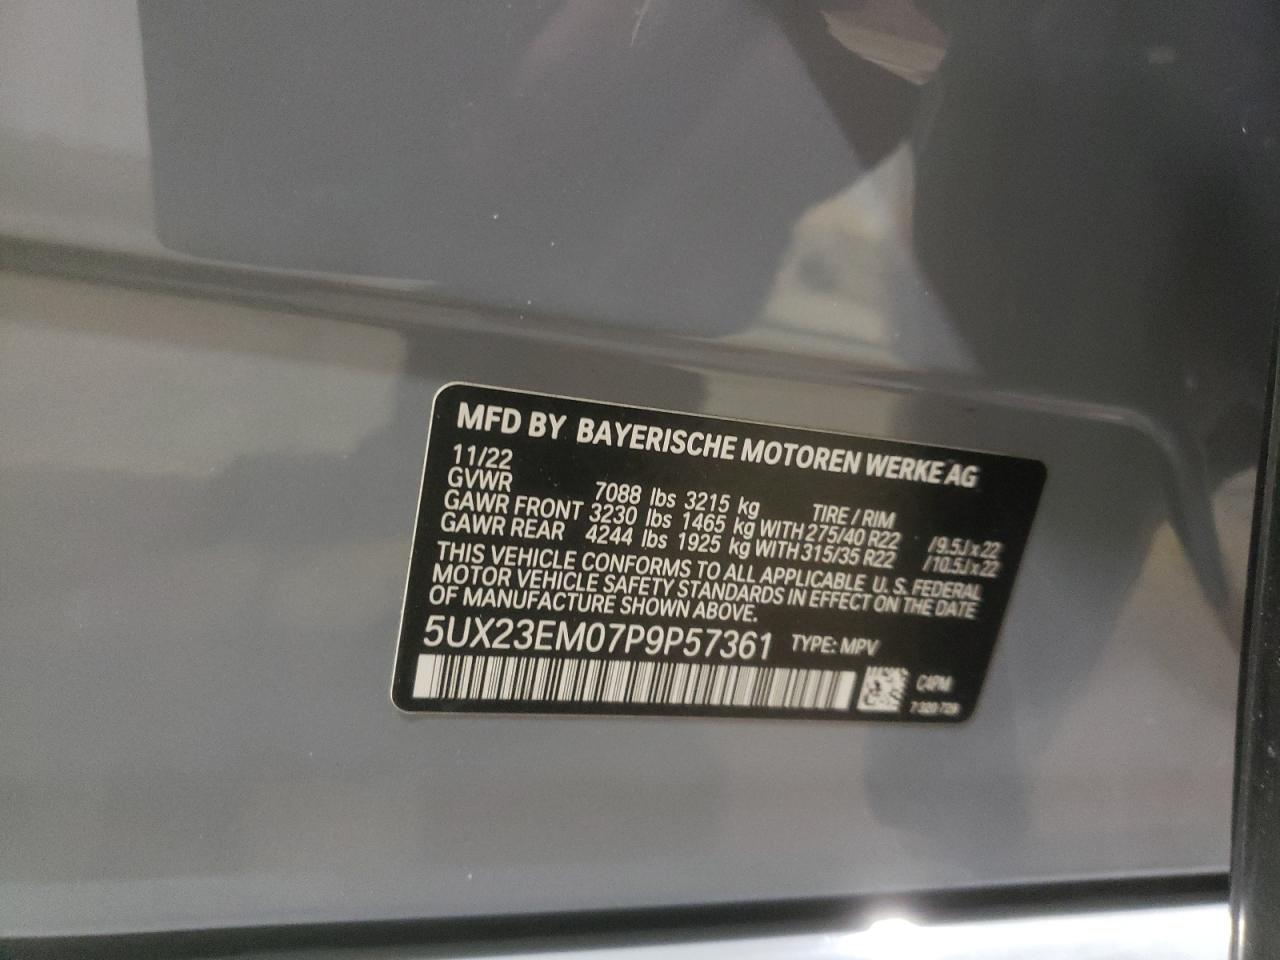 MFD BY BAYERISCHE MOTOREN WERKE AG
11/22
GVWR 7088 lbs 3215 kg TIRE / RIM
GAWR FRONT 3230 lbs 1465 kg WITH 275/40 R22 /9.5J x 22
GAWR REAR 4244 lbs 1925 kg WITH 315/35 R22 /10.5J x 22
THIS VEHICLE CONFORMS TO ALL APPLICABLE U. S. FEDERAL
MOTOR VEHICLE SAFETY STANDARDS IN EFFECT ON THE DATE
OF MANUFACTURE SHOWN ABOVE.
5UX23EM07P9P57361 TYPE: MPV